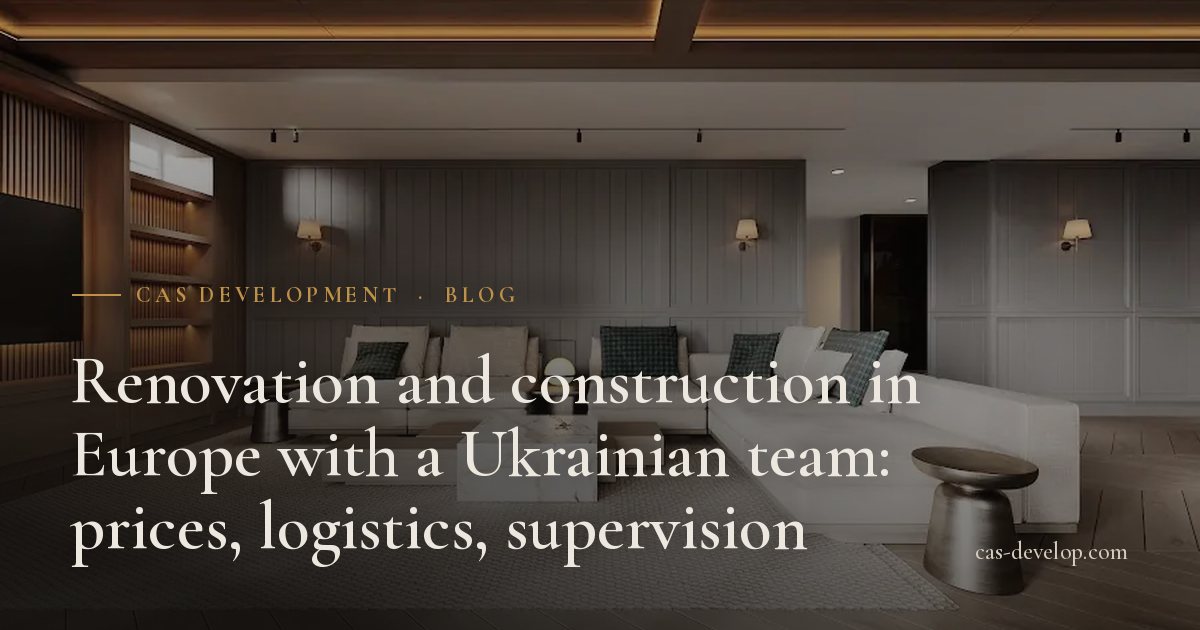 CAS DEVELOPMENT · BLOG
Renovation and construction in
Europe with a Ukrainian team:
prices, logistics, supervision
cas-develop.com